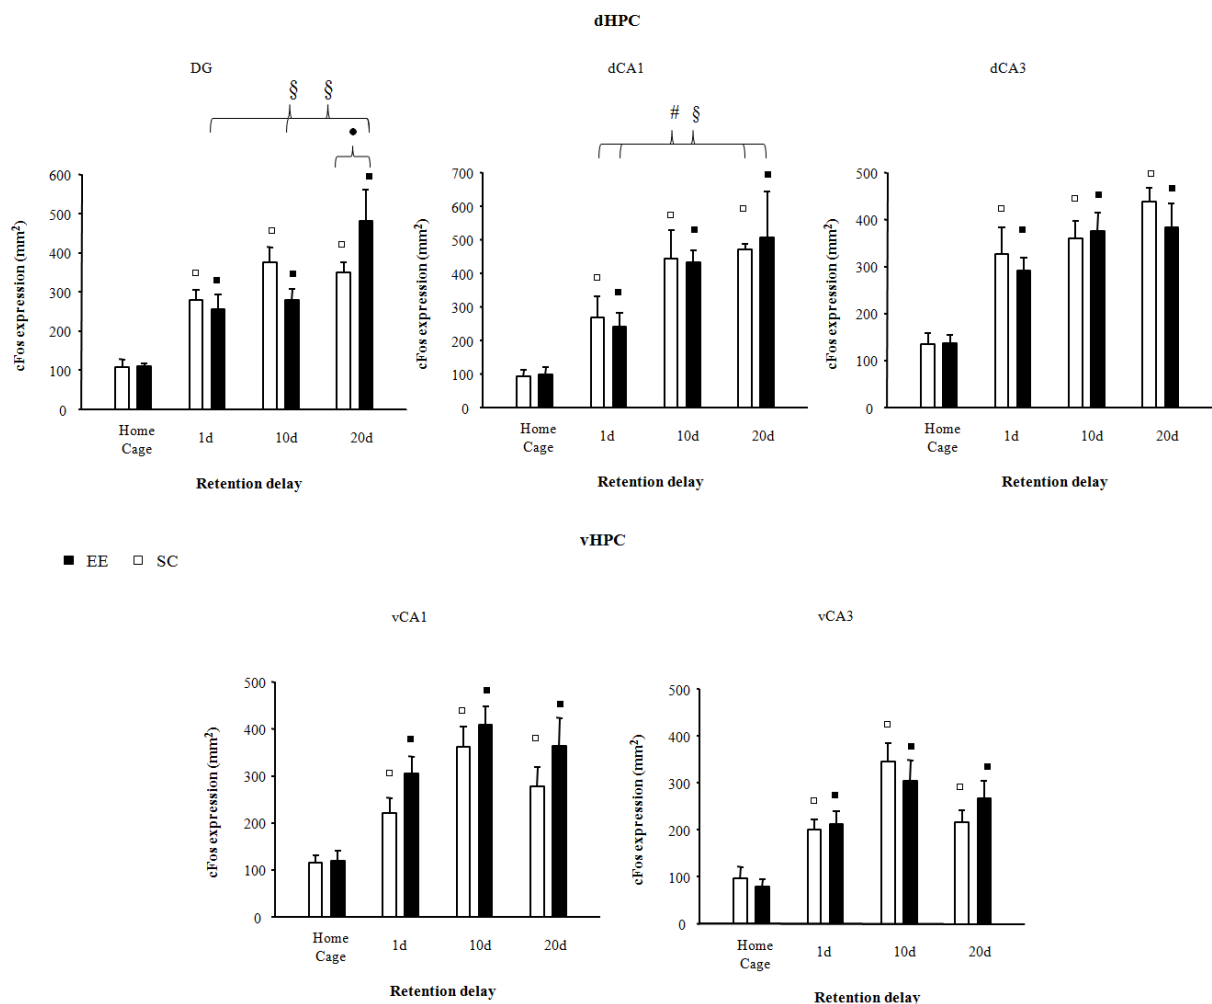 dHPC
DG
§ §
•
cFos expression (mm²)
600
500
400
300
200
100
0
Home Cage
1d
10d
20d
Retention delay
dCA1
# §
cFos expression (mm²)
700
600
500
400
300
200
100
0
Home Cage
1d
10d
20d
Retention delay
dCA3
cFos expression (mm²)
500
400
300
200
100
0
Home Cage
1d
10d
20d
Retention delay
vHPC
■ EE □ SC
vCA1
cFos expression (mm²)
500
400
300
200
100
0
Home Cage
1d
10d
20d
Retention delay
vCA3
cFos expression (mm²)
500
400
300
200
100
0
Home Cage
1d
10d
20d
Retention delay